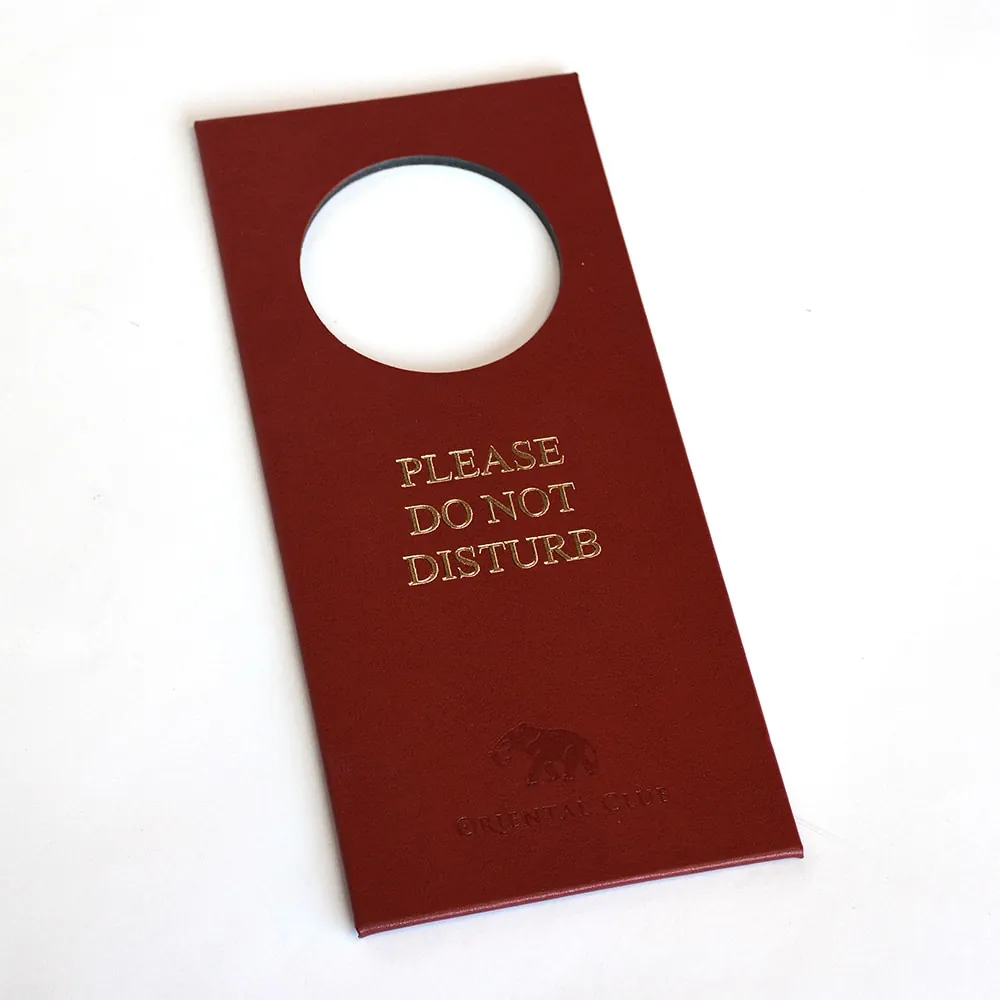 PLEASE
DO NOT
DISTURB
ORIENTAL CLUB